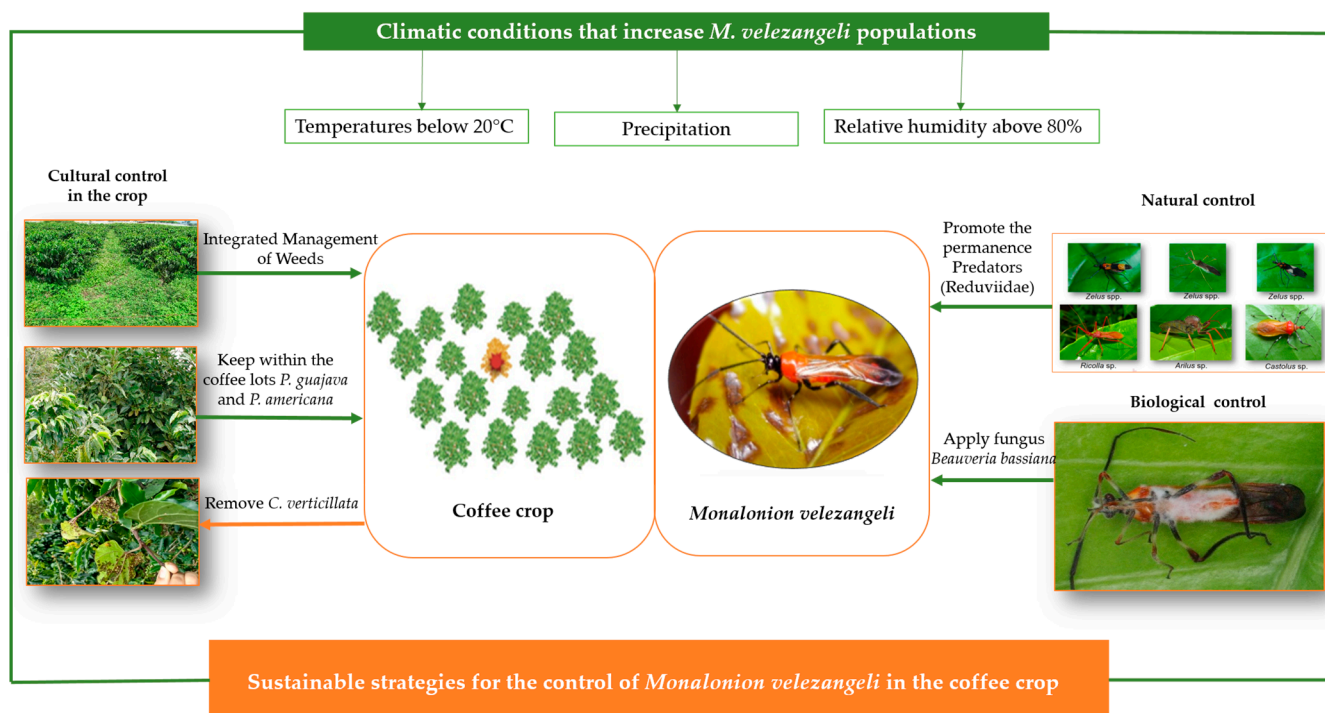 Climatic conditions that increase M. velezangeli populations
Temperatures below 20°C
Precipitation
Relative humidity above 80%
Cultural control
in the crop
Integrated Management
of Weeds
Keep within the
coffee lots P. guajava
and P. americana
Remove C. verticillata
Coffee crop
Monalonion velezangeli
Natural control
Promote the
permanence
Predators
(Reduviidae)
Zelus spp.
Zelus spp.
Zelus spp.
Ricolla sp.
Arilus sp.
Castolus sp.
Biological control
Apply fungus
Beauveria bassiana
Sustainable strategies for the control of Monalonion velezangeli in the coffee crop